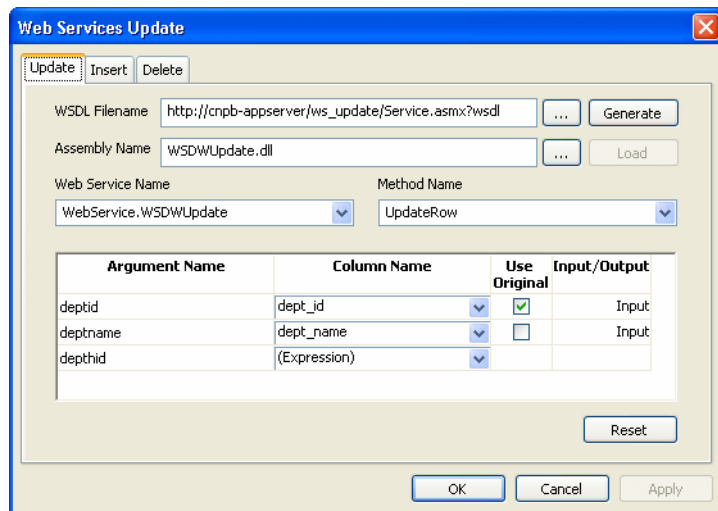 Web Services Update
Update Insert Delete
WSDL Filename http://cnpb-appserver/ws_update/Service.asmx?wsdl ... Generate
Assembly Name WSDWUpdate.dll ... Load
Web Service Name Method Name
WebService.WSDWUpdate UpdateRow
Argument Name Column Name Use Original Input/Output
deptid dept_id Input
deptname dept_name Input
depthid (Expression)
Reset
OK Cancel Apply